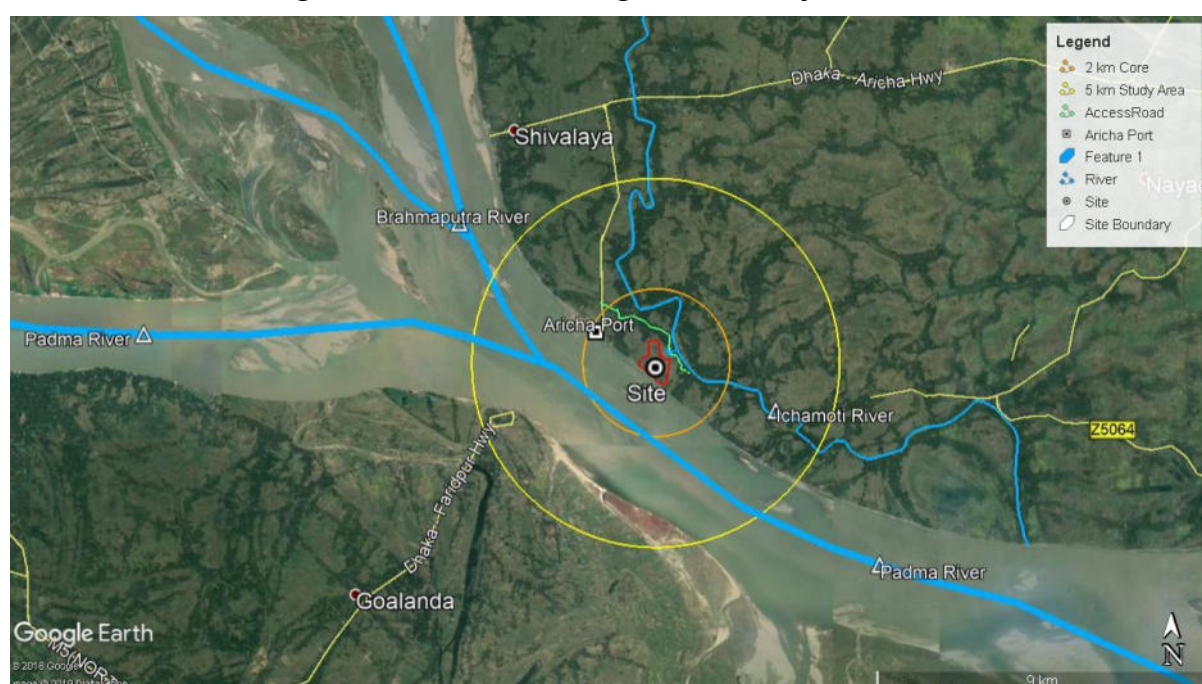 Legend
2 km Core
5 km Study Area
AccessRoad
Aricha Port
Feature 1
River
Site
Site Boundary
Dhaka--Aricha Hwy
Shivalaya
Brahmaputra River
Padma River
Aricha Port
Site
Ichamoti River
Z5064
Dhaka--Faridpur Hwy
Padma River
Goalanda
Google Earth
N
9 km